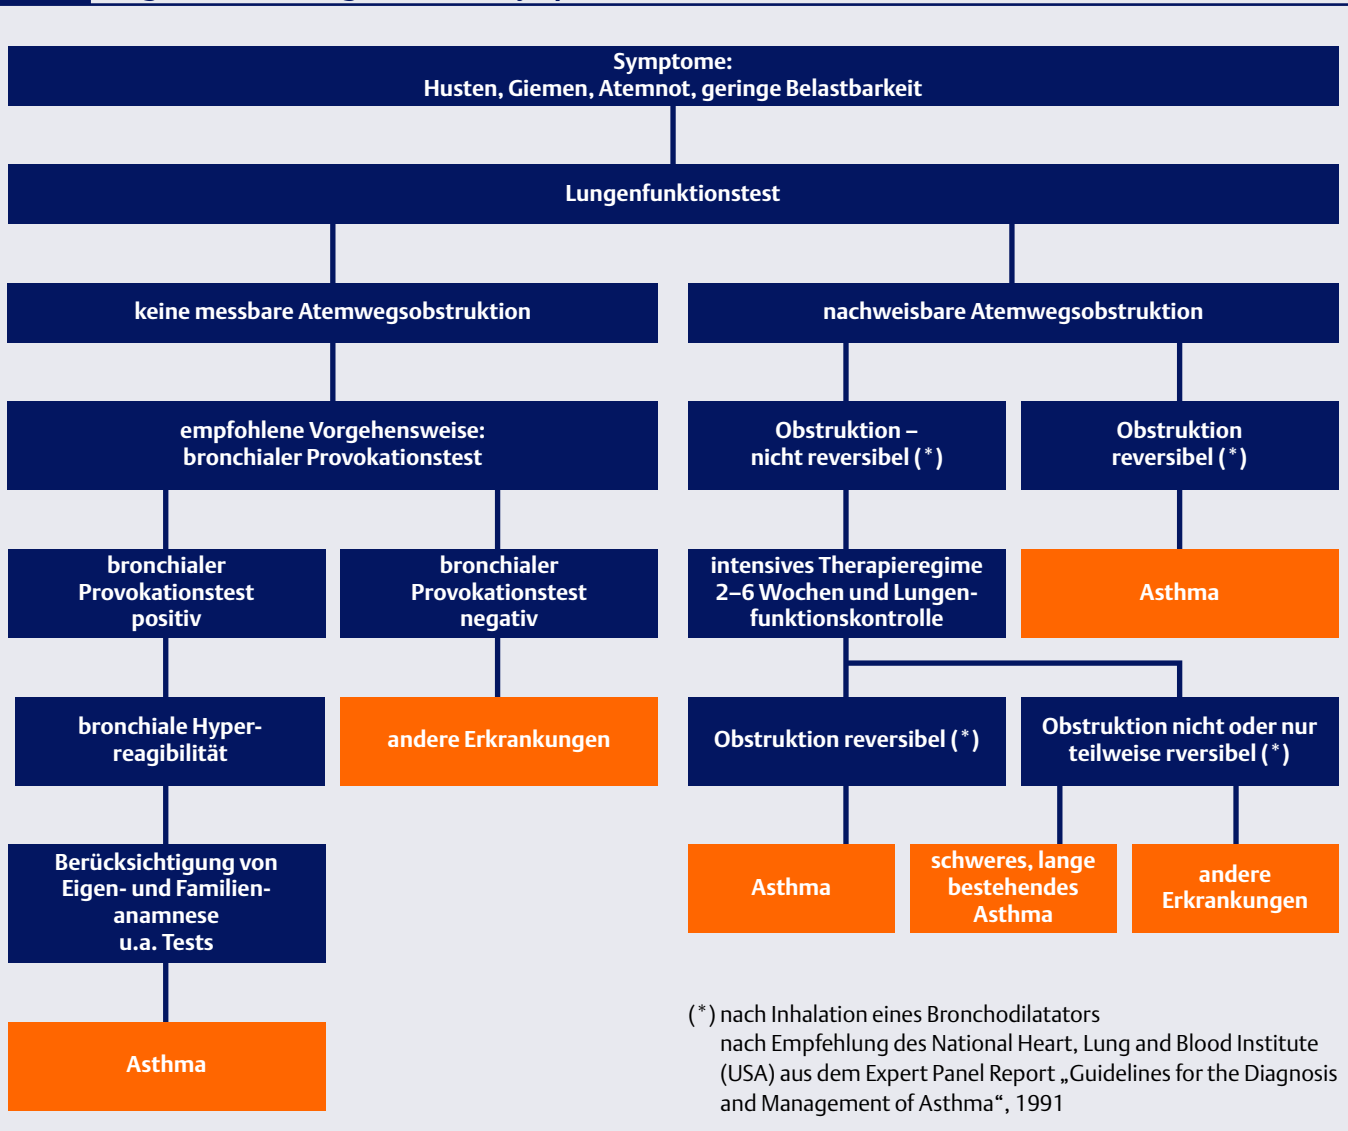 Symptome:
Husten, Giemen, Atemnot, geringe Belastbarkeit
Lungenfunktionstest
keine messbare Atemwegsobstruktion
nachweisbare Atemwegsobstruktion
empfohlene Vorgehensweise:
bronchialer Provokationstest
Obstruktion –
nicht reversibel (*)
Obstruktion
reversibel (*)
bronchialer
Provokationstest
positiv
bronchialer
Provokationstest
negativ
intensives Therapieregime
2–6 Wochen und Lungen-
funktionskontrolle
Asthma
bronchiale Hyper-
reagibilität
andere Erkrankungen
Obstruktion reversibel (*)
Obstruktion nicht oder nur
teilweise rversibel (*)
Berücksichtigung von
Eigen- und Familien-
anamnese
u.a. Tests
Asthma
schweres, lange
bestehendes
Asthma
andere
Erkrankungen
Asthma
(*) nach Inhalation eines Bronchodilatators
nach Empfehlung des National Heart, Lung and Blood Institute
(USA) aus dem Expert Panel Report „Guidelines for the Diagnosis
and Management of Asthma“, 1991